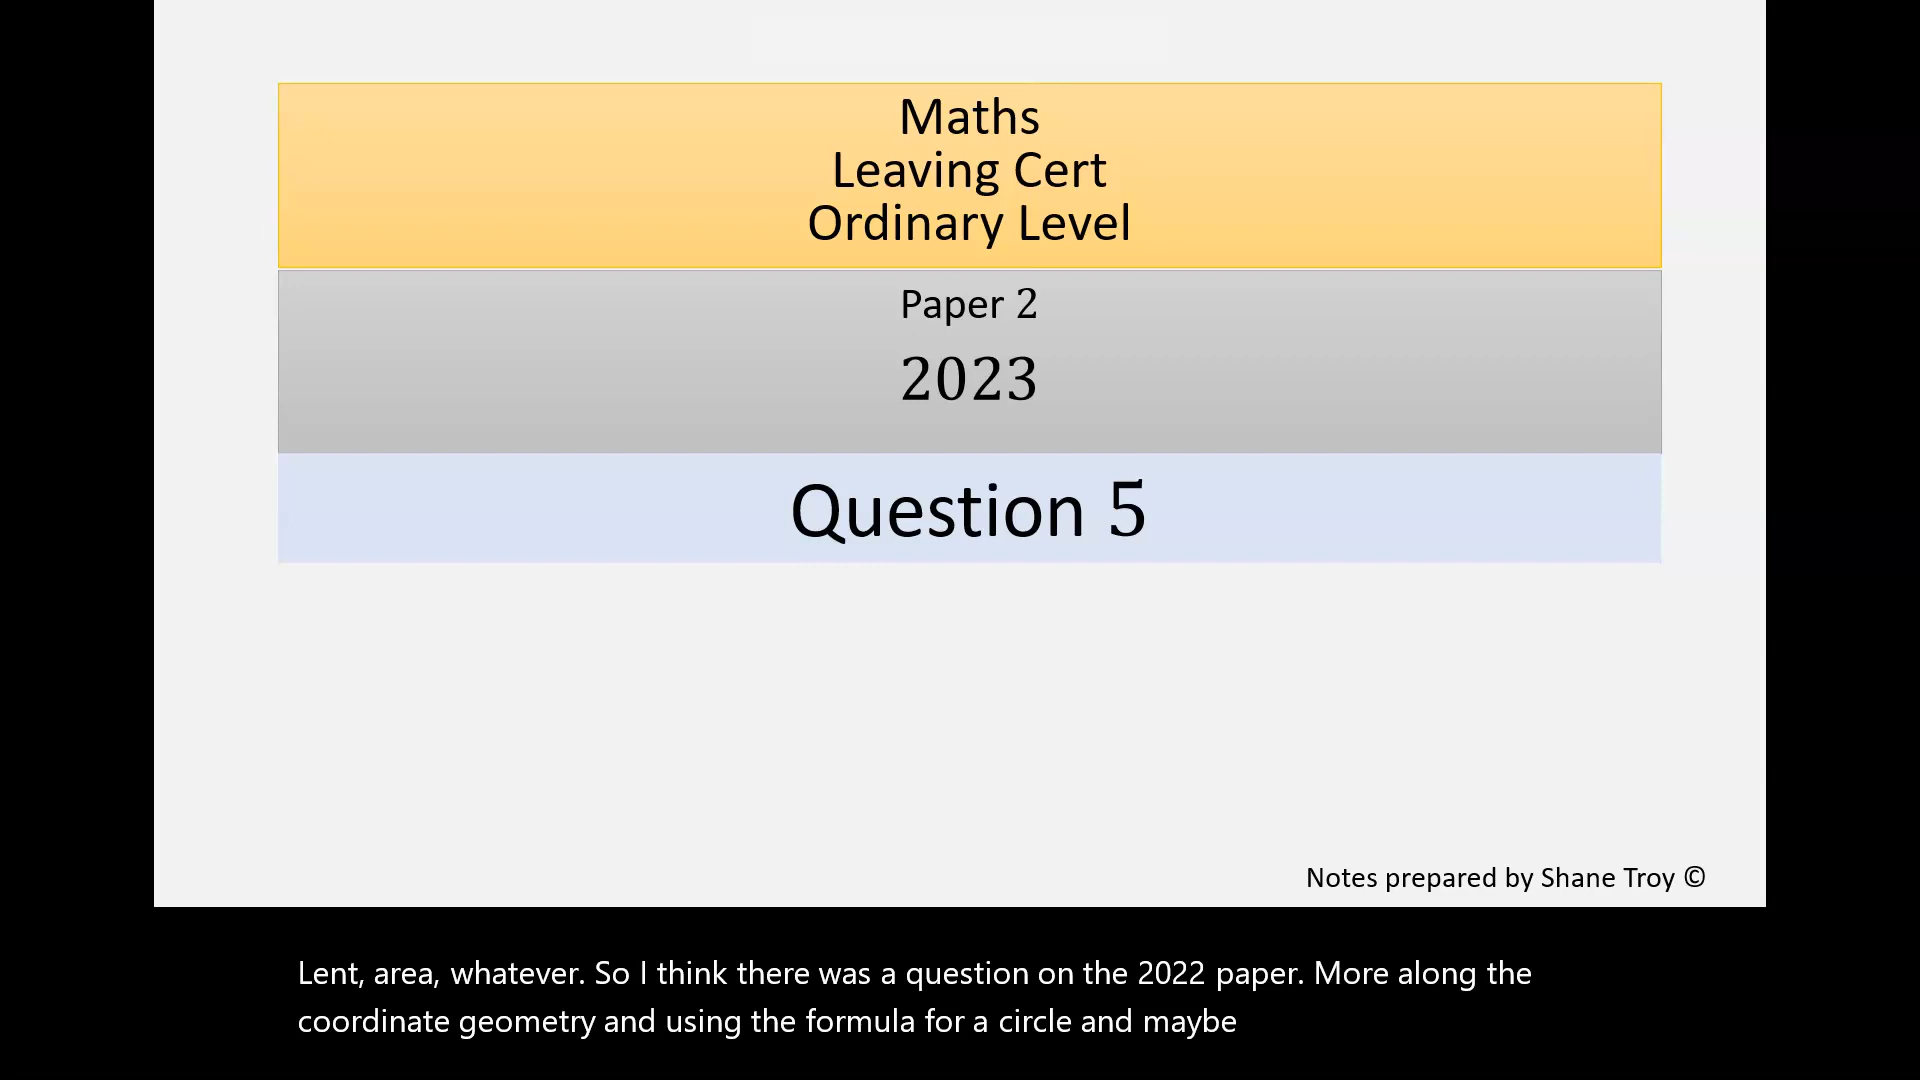 Maths
Leaving Cert
Ordinary Level
Paper 2
2023
Question 5
Notes prepared by Shane Troy ©
Lent, area, whatever. So I think there was a question on the 2022 paper. More along the
coordinate geometry and using the formula for a circle and maybe